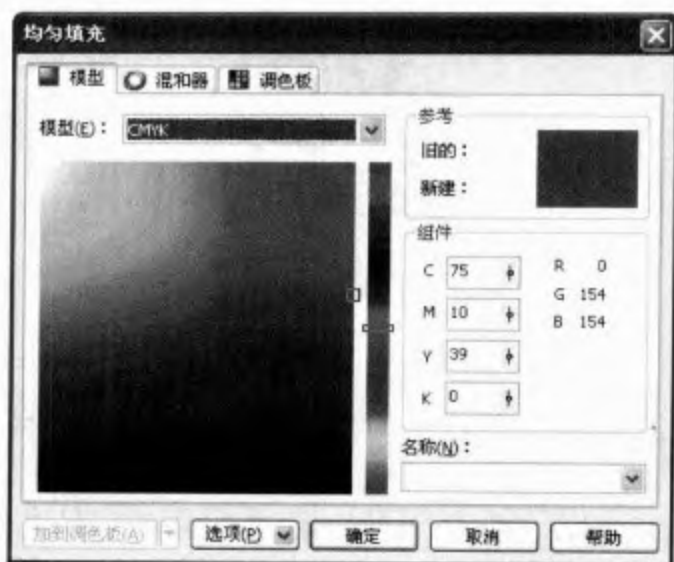 均匀填充
模型 混和器 调色板
模型(E)： CMYK
参考
旧的：
新建：
组件
C 75 R 0
M 10 G 154
Y 39 B 154
K 0
名称(N)：
加到调色板(A) 选项(P) 确定 取消 帮助